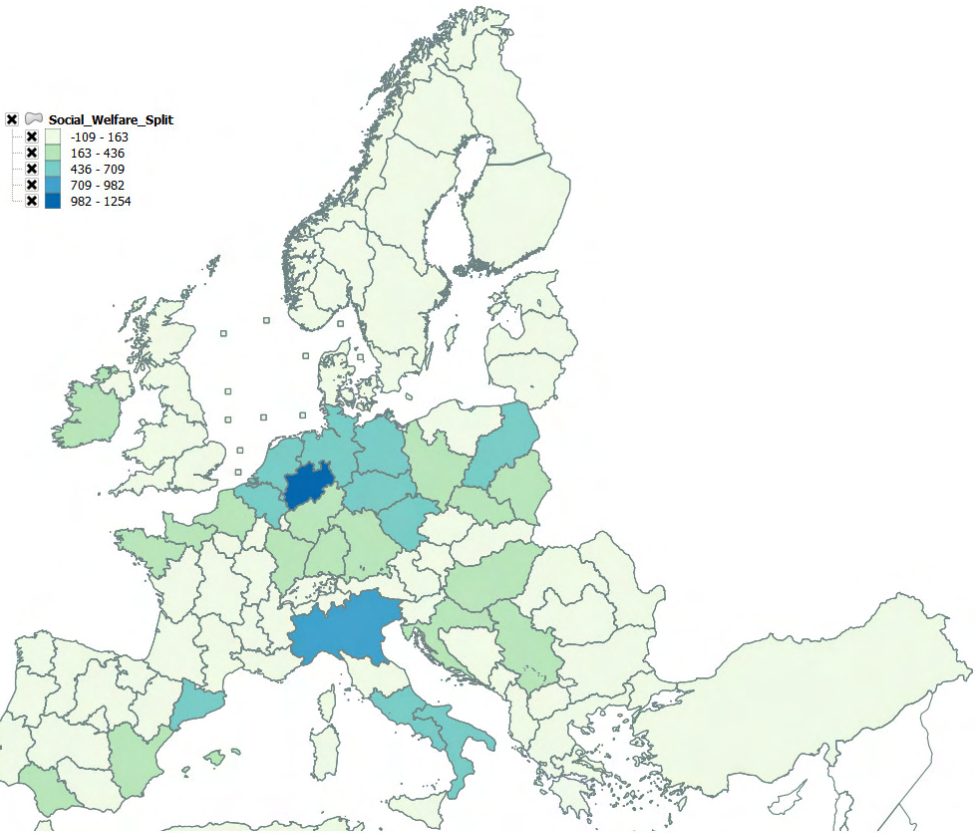 Social_Welfare_Split
-109 - 163
163 - 436
436 - 709
709 - 982
982 - 1254